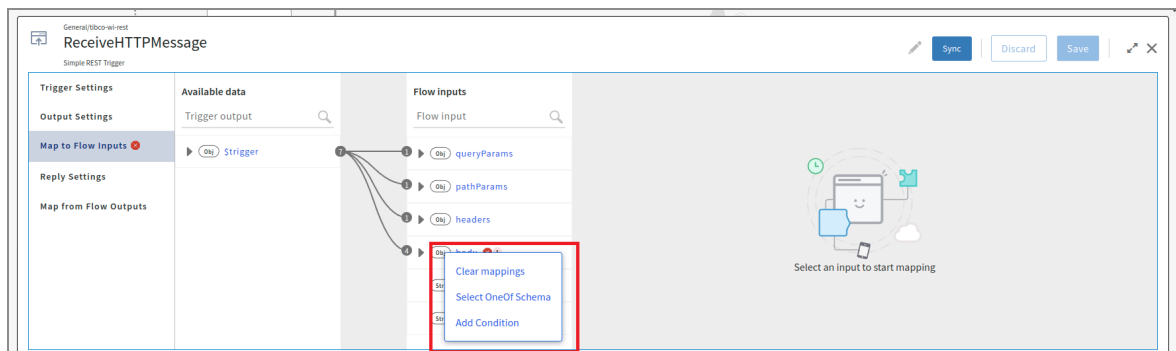 General/tibco-wi-rest
ReceiveHTTPMessage
Simple REST Trigger
Sync
Discard
Save
Trigger Settings
Output Settings
Map to Flow Inputs
Reply Settings
Map from Flow Outputs
Available data
Trigger output
Obj $trigger
7
Flow inputs
Flow input
1 Obj queryParams
1 Obj pathParams
1 Obj headers
4
Clear mappings
Select OneOf Schema
Add Condition
Select an input to start mapping